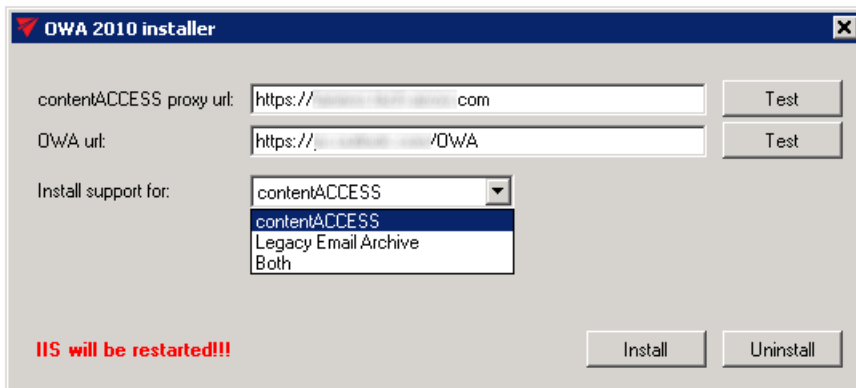 OWA 2010 installer
contentACCESS proxy url: https:// .com Test
OWA url: https:// /OWA Test
Install support for: contentACCESS
contentACCESS
Legacy Email Archive
Both
IIS will be restarted!!! Install Uninstall